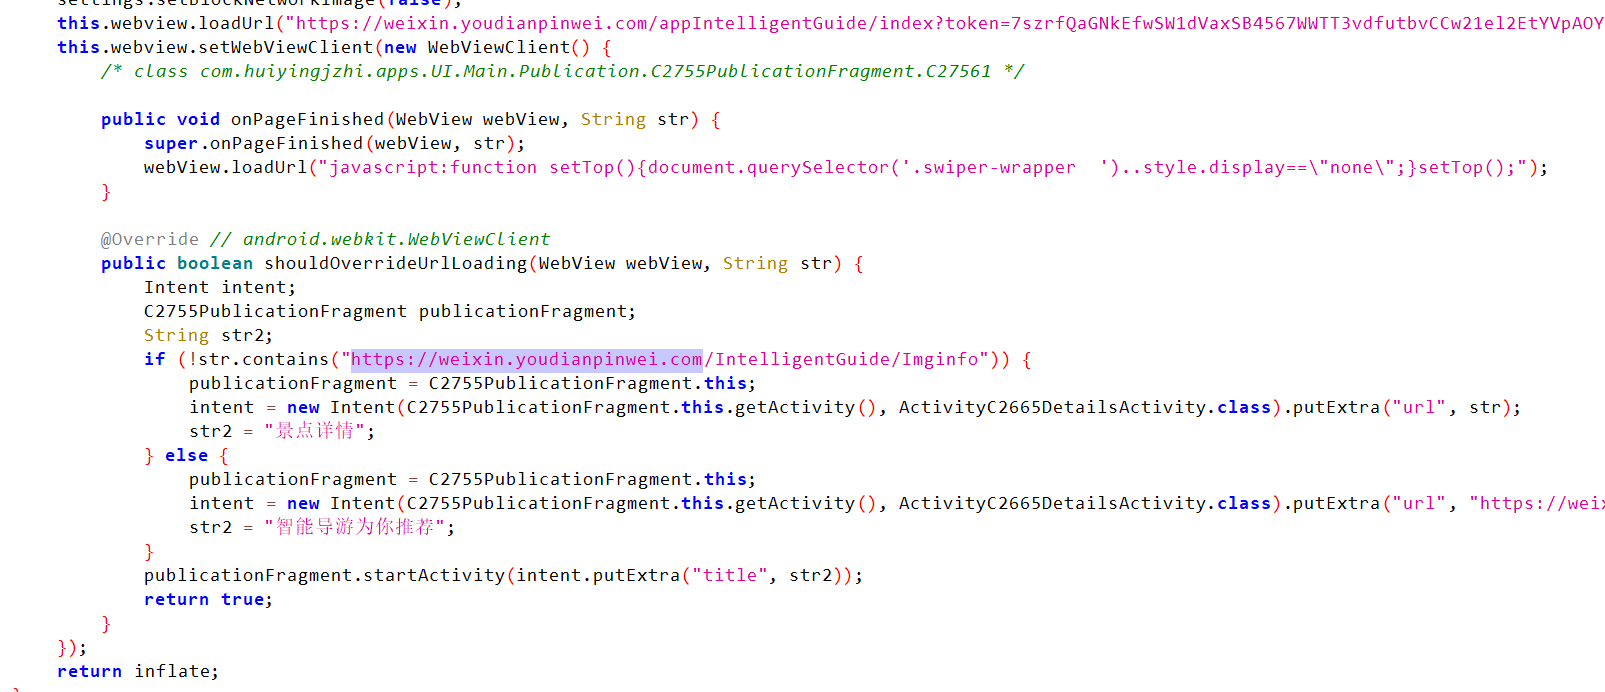 settings.setBlockNetworkImage(false);
this.webview.loadUrl("https://weixin.youdianpinwei.com/appIntelligentGuide/index?token=7szrfQaGNkEfwSW1dVaxSB4567WWTT3vdfutbvCCw21el2EtYVpAOY
this.webview.setWebViewClient(new WebViewClient() {
/* class com.huiyingjzhi.apps.UI.Main.Publication.C2755PublicationFragment.C27561 */
public void onPageFinished(WebView webView, String str) {
super.onPageFinished(webView, str);
webView.loadUrl("javascript:function setTop(){document.querySelector('.swiper-wrapper  ')..style.display==\"none\";}setTop();");
}
@Override // android.webkit.WebViewClient
public boolean shouldOverrideUrlLoading(WebView webView, String str) {
Intent intent;
C2755PublicationFragment publicationFragment;
String str2;
if (!str.contains("https://weixin.youdianpinwei.com/IntelligentGuide/Imginfo")) {
publicationFragment = C2755PublicationFragment.this;
intent = new Intent(C2755PublicationFragment.this.getActivity(), ActivityC2665DetailsActivity.class).putExtra("url", str);
str2 = "景点详情";
} else {
publicationFragment = C2755PublicationFragment.this;
intent = new Intent(C2755PublicationFragment.this.getActivity(), ActivityC2665DetailsActivity.class).putExtra("url", "https://weix
str2 = "智能导游为你推荐";
}
publicationFragment.startActivity(intent.putExtra("title", str2));
return true;
}
});
return inflate;